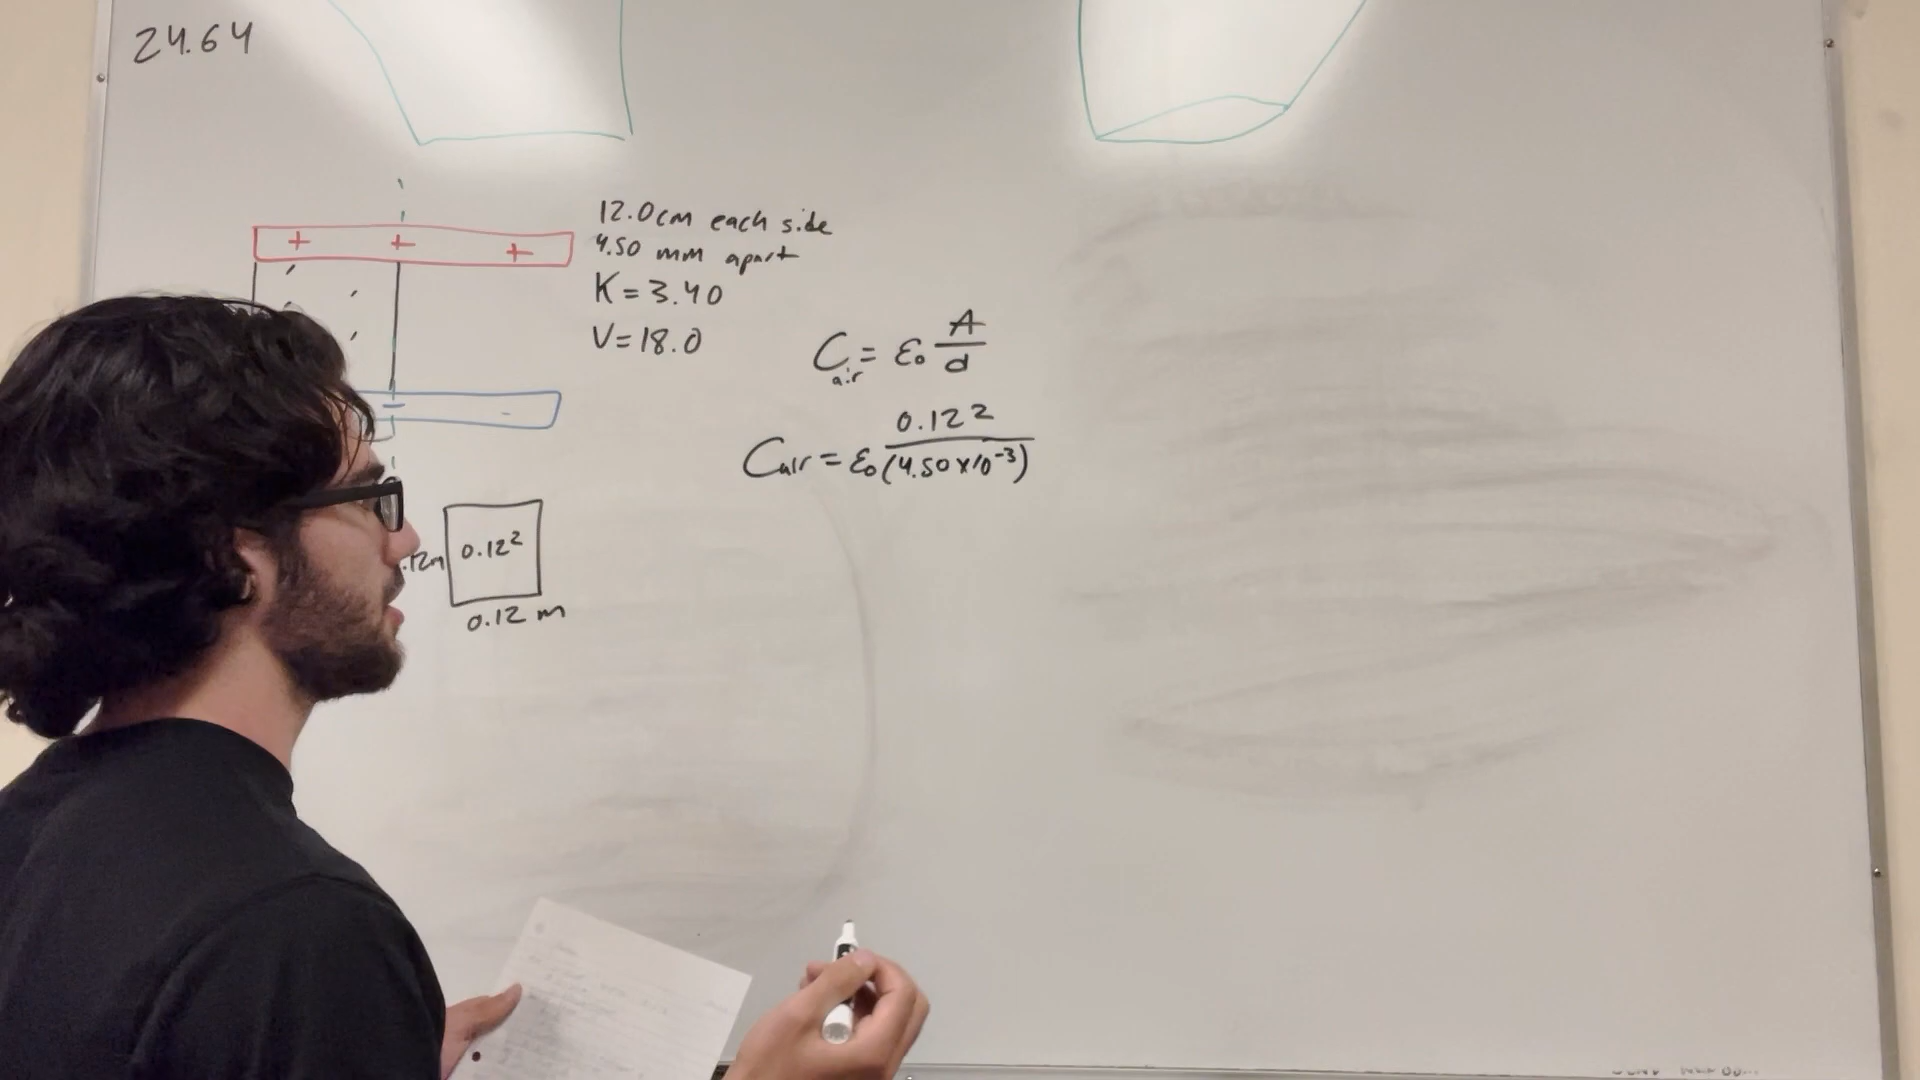 24.64
+ + +
12.0cm each side
4.50 mm apart
K = 3.40
V = 18.0
C air = ε₀ A/d
Cair = ε₀ 0.12²/(4.50×10⁻³)
0.12²
.12m
0.12 m